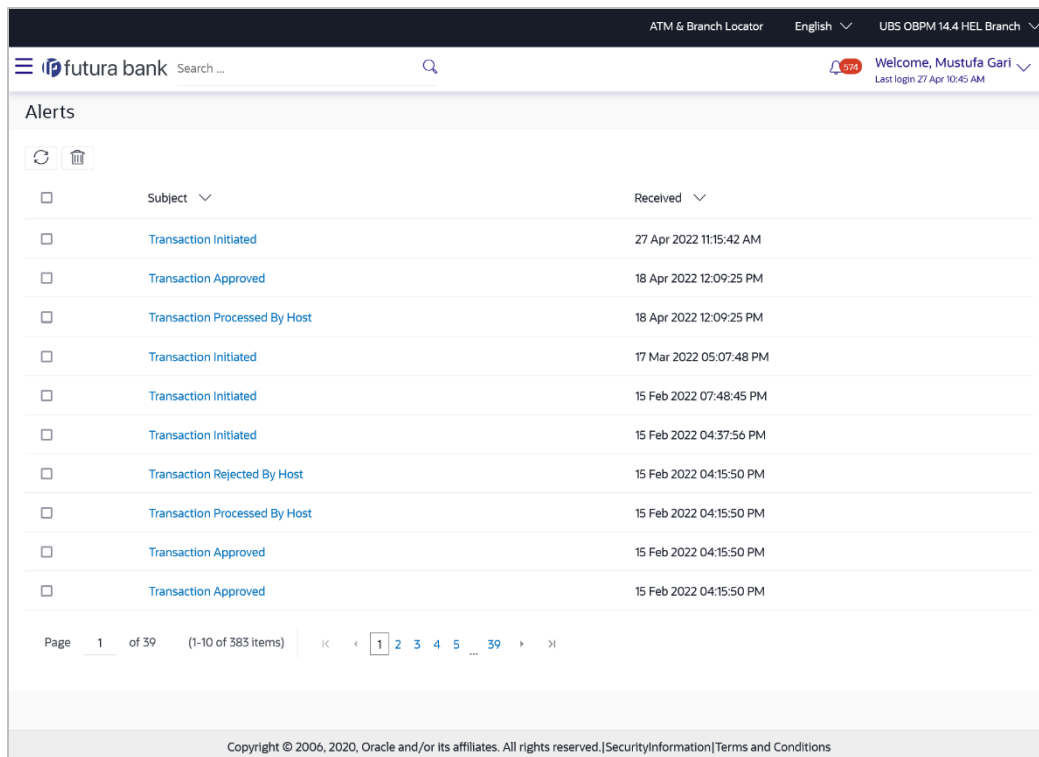 ATM & Branch Locator English UBS OBPM 14.4 HEL Branch
futura bank Search ... 574 Welcome, Mustufa Gari
Last login 27 Apr 10:45 AM
Alerts
Subject Received
Transaction Initiated 27 Apr 2022 11:15:42 AM
Transaction Approved 18 Apr 2022 12:09:25 PM
Transaction Processed By Host 18 Apr 2022 12:09:25 PM
Transaction Initiated 17 Mar 2022 05:07:48 PM
Transaction Initiated 15 Feb 2022 07:48:45 PM
Transaction Initiated 15 Feb 2022 04:37:56 PM
Transaction Rejected By Host 15 Feb 2022 04:15:50 PM
Transaction Processed By Host 15 Feb 2022 04:15:50 PM
Transaction Approved 15 Feb 2022 04:15:50 PM
Transaction Approved 15 Feb 2022 04:15:50 PM
Page 1 of 39 (1-10 of 383 items) 1 2 3 4 5 ... 39
Copyright © 2006, 2020, Oracle and/or its affiliates. All rights reserved.|SecurityInformation|Terms and Conditions